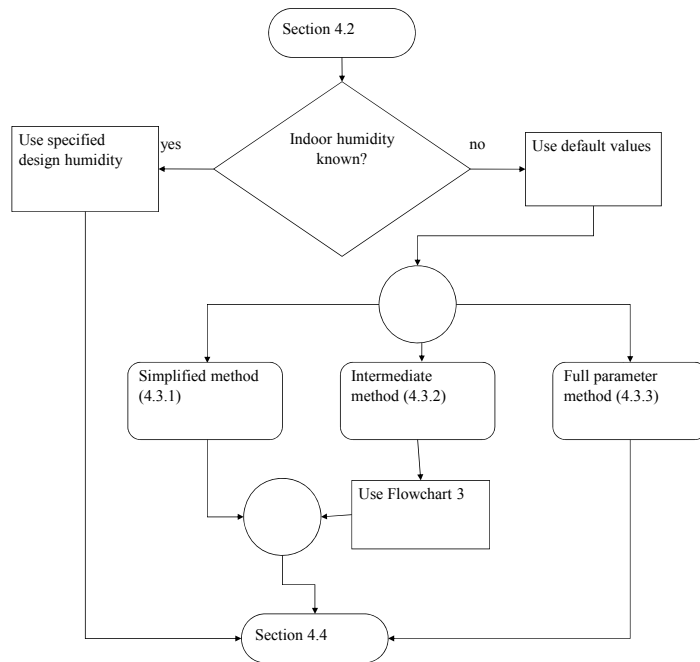 Section 4.2
Indoor humidity
known?
yes
no
Use specified
design humidity
Use default values
Simplified method
(4.3.1)
Intermediate
method (4.3.2)
Full parameter
method (4.3.3)
Use Flowchart 3
Section 4.4